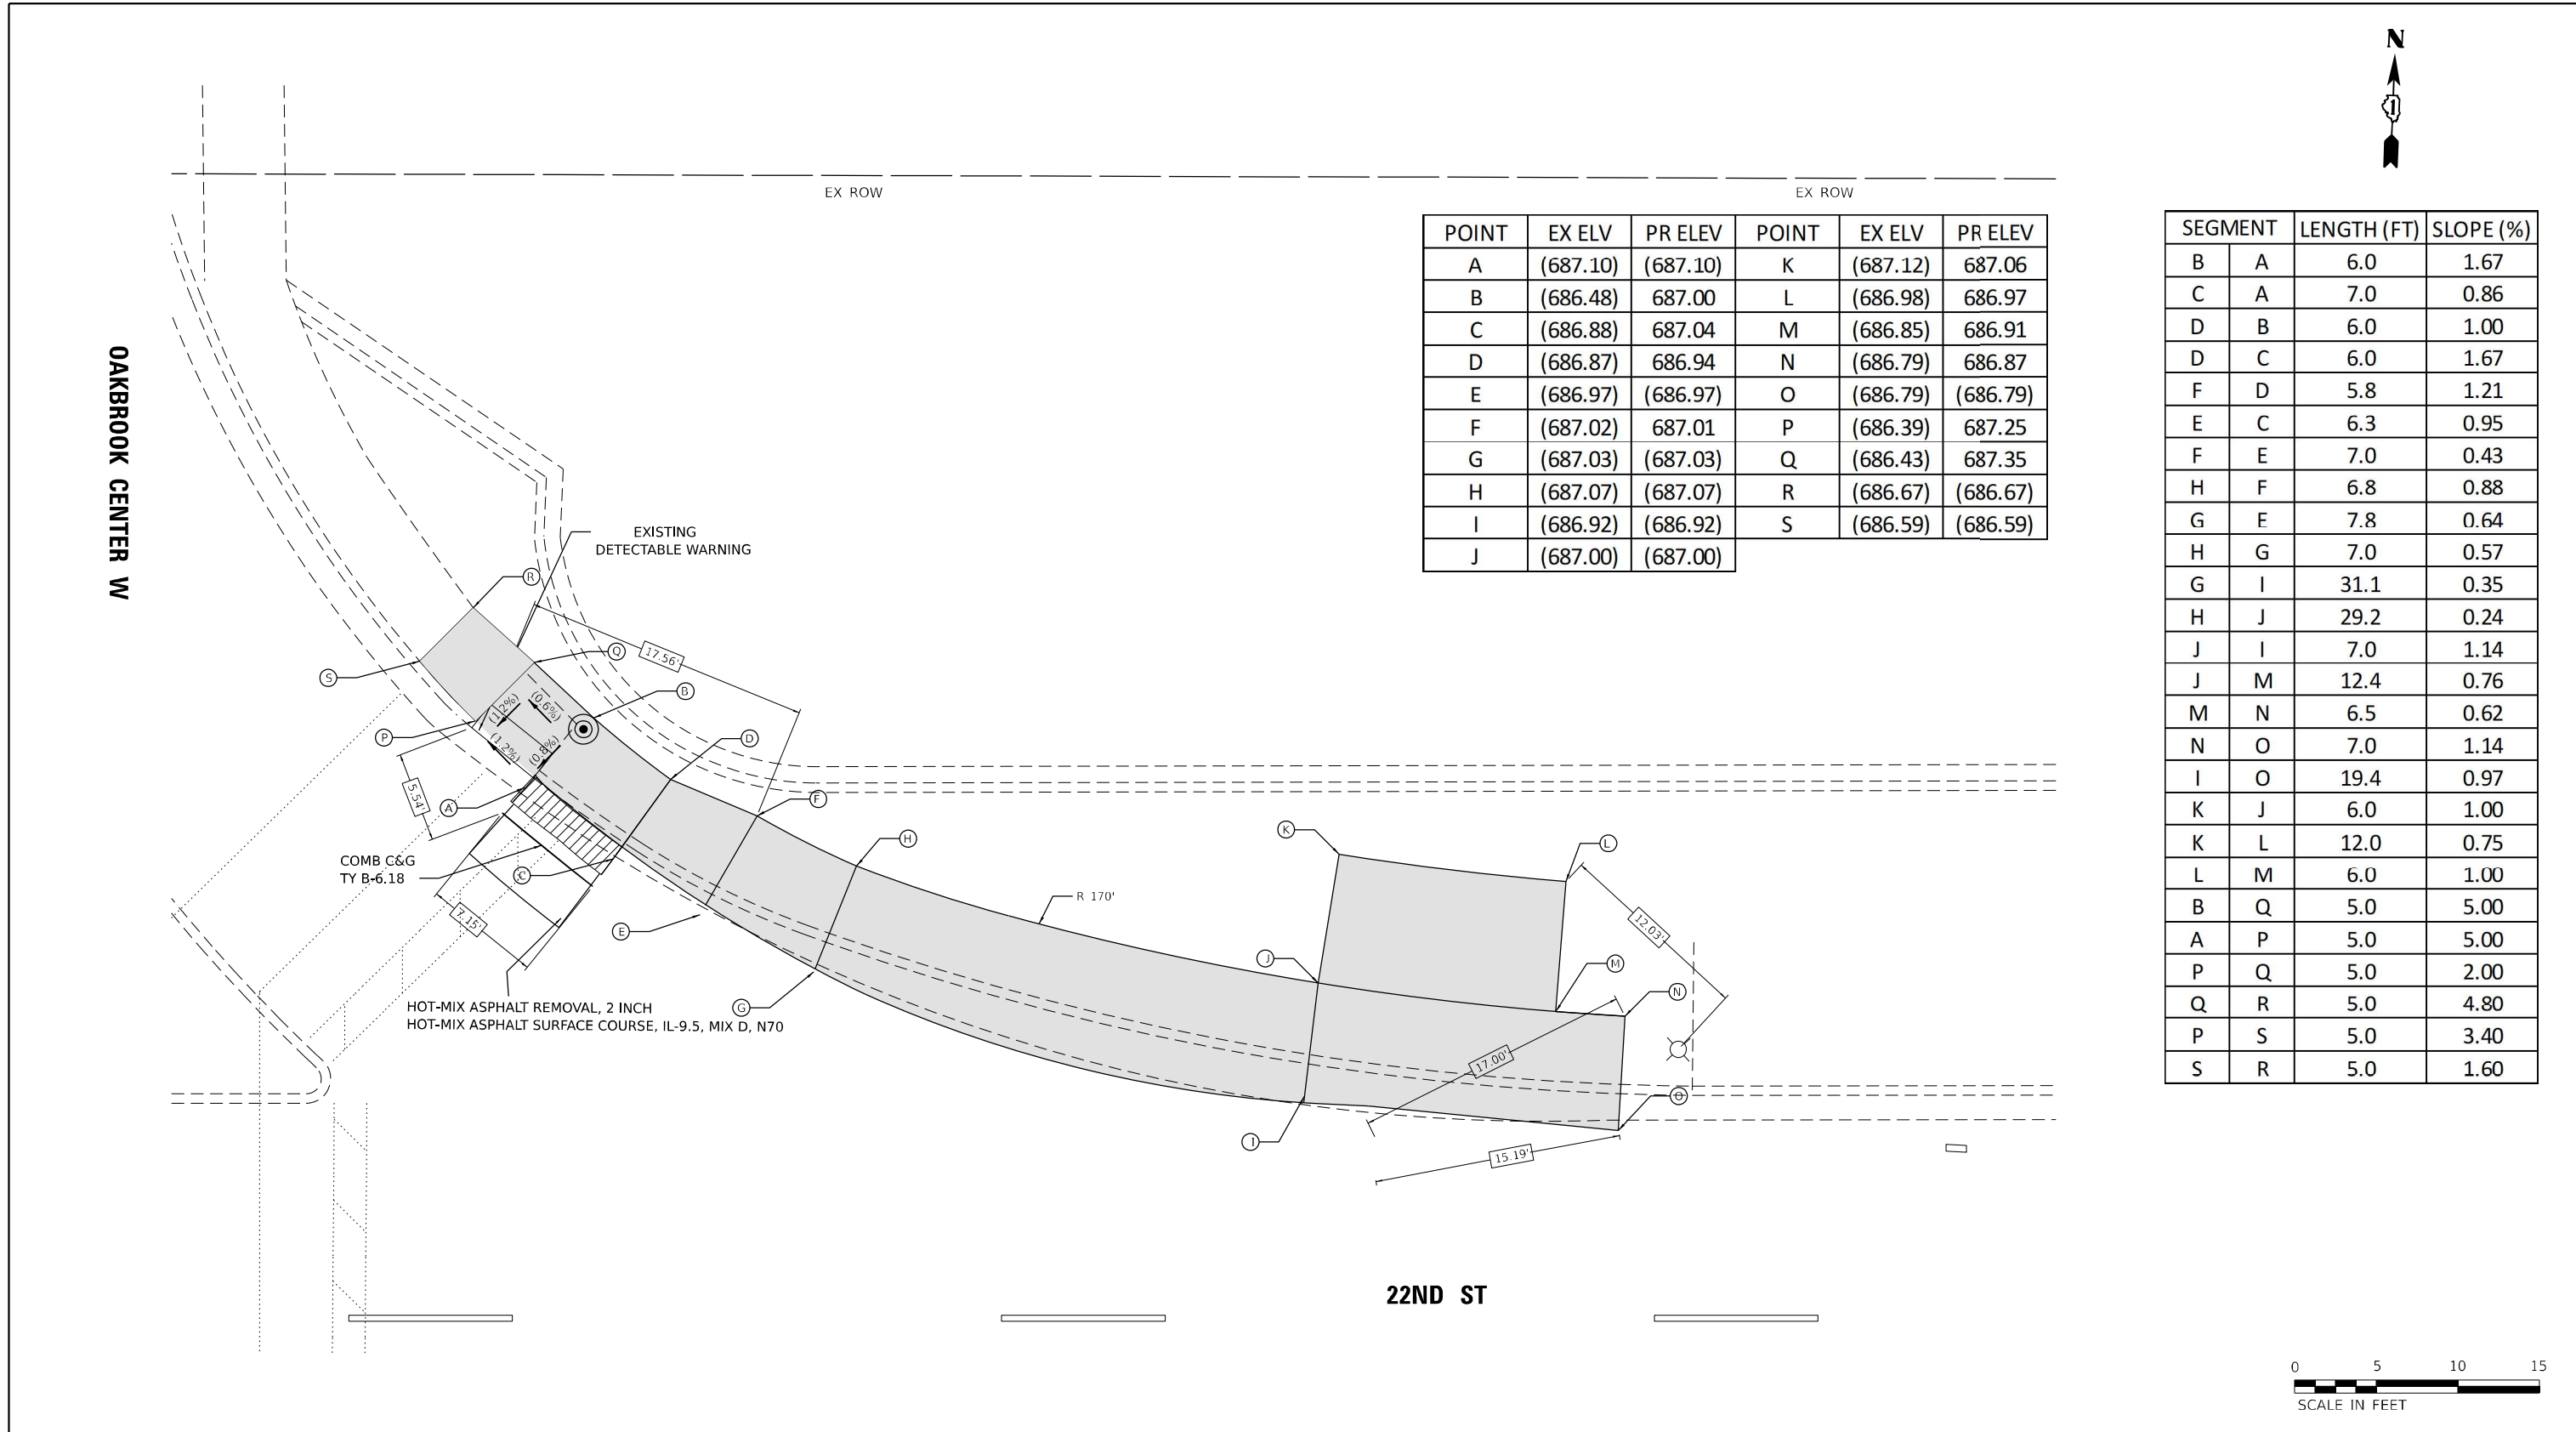 N
1
EX ROW
EX ROW
POINT EX ELV PR ELEV POINT EX ELV PR ELEV
A (687.10) (687.10) K (687.12) 687.06
B (686.48) 687.00 L (686.98) 686.97
C (686.88) 687.04 M (686.85) 686.91
D (686.87) 686.94 N (686.79) 686.87
E (686.97) (686.97) O (686.79) (686.79)
F (687.02) 687.01 P (686.39) 687.25
G (687.03) (687.03) Q (686.43) 687.35
H (687.07) (687.07) R (686.67) (686.67)
I (686.92) (686.92) S (686.59) (686.59)
J (687.00) (687.00)
SEGMENT LENGTH (FT) SLOPE (%)
B A 6.0 1.67
C A 7.0 0.86
D B 6.0 1.00
D C 6.0 1.67
F D 5.8 1.21
E C 6.3 0.95
F E 7.0 0.43
H F 6.8 0.88
G E 7.8 0.64
H G 7.0 0.57
G I 31.1 0.35
H J 29.2 0.24
J I 7.0 1.14
J M 12.4 0.76
M N 6.5 0.62
N O 7.0 1.14
I O 19.4 0.97
K J 6.0 1.00
K L 12.0 0.75
L M 6.0 1.00
B Q 5.0 5.00
A P 5.0 5.00
P Q 5.0 2.00
Q R 5.0 4.80
P S 5.0 3.40
S R 5.0 1.60
OAKBROOK CENTER W
EXISTING
DETECTABLE WARNING
R
Q
17.56'
S
B
(1.2%)
(0.6%)
P
(1.2%)
(0.8%)
D
5.54'
A
F
COMB C&G
TY B-6.18
C
H
K
L
R 170'
7.15'
E
12.03'
J
M
N
G
HOT-MIX ASPHALT REMOVAL, 2 INCH
HOT-MIX ASPHALT SURFACE COURSE, IL-9.5, MIX D, N70
17.00'
O
I
15.19'
22ND ST
0 5 10 15
SCALE IN FEET